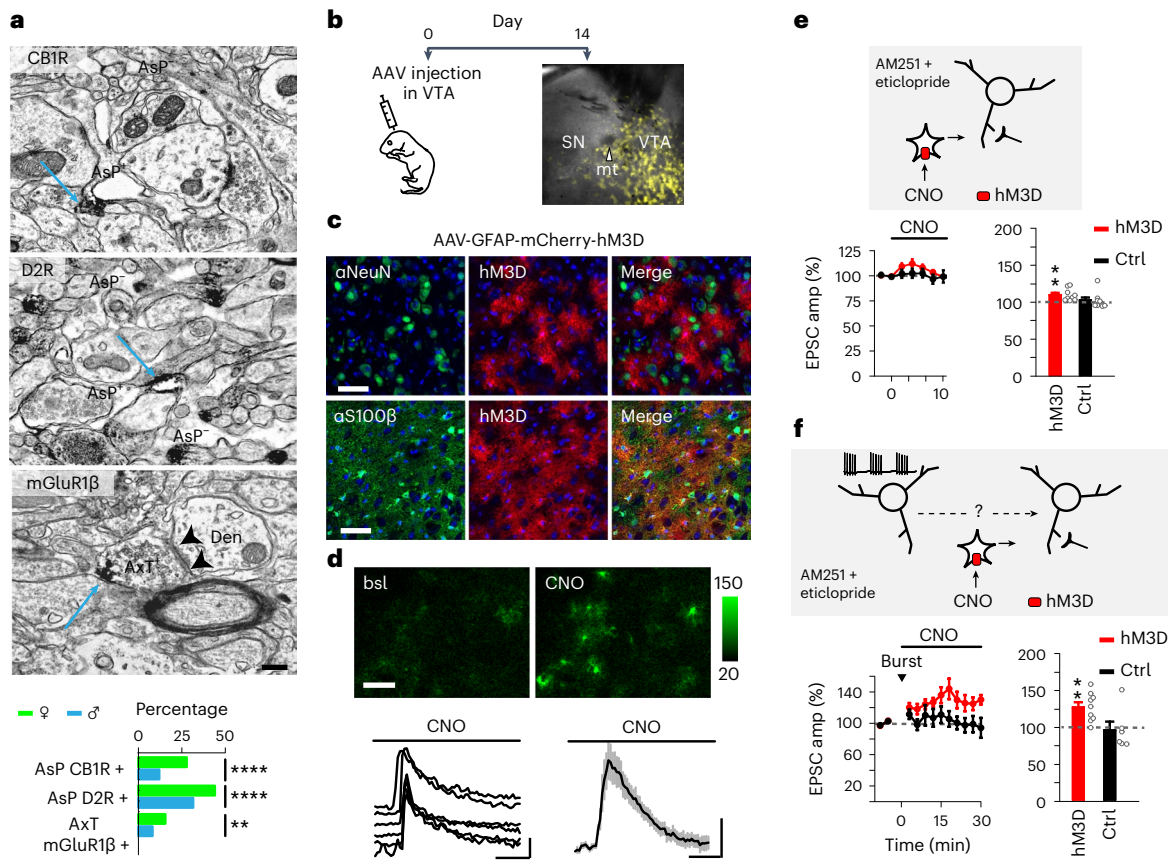 a
CB1R
AsP⁻
AsP⁺
D2R
AsP⁻
AsP⁺
AsP⁻
mGluR1β
Den
AxT⁺
♀ ♂ Percentage
0 25 50
AsP CB1R + ****
AsP D2R + ****
AxT
mGluR1β + **
b
Day
0 14
AAV injection
in VTA
SN VTA
mt
c
AAV-GFAP-mCherry-hM3D
αNeuN hM3D Merge
αS100β hM3D Merge
d
bsl CNO 150
20
CNO CNO
e
AM251 +
eticlopride
CNO hM3D
CNO
hM3D
Ctrl
EPSC amp (%)
125
100
75
50
25
0
0 10
200
150
100
50
0
**
hM3D
Ctrl
f
?
AM251 +
eticlopride
CNO hM3D
CNO
Burst
hM3D
Ctrl
EPSC amp (%)
140
100
60
20
0 15 30
Time (min)
200
150
100
50
0
**
hM3D
Ctrl